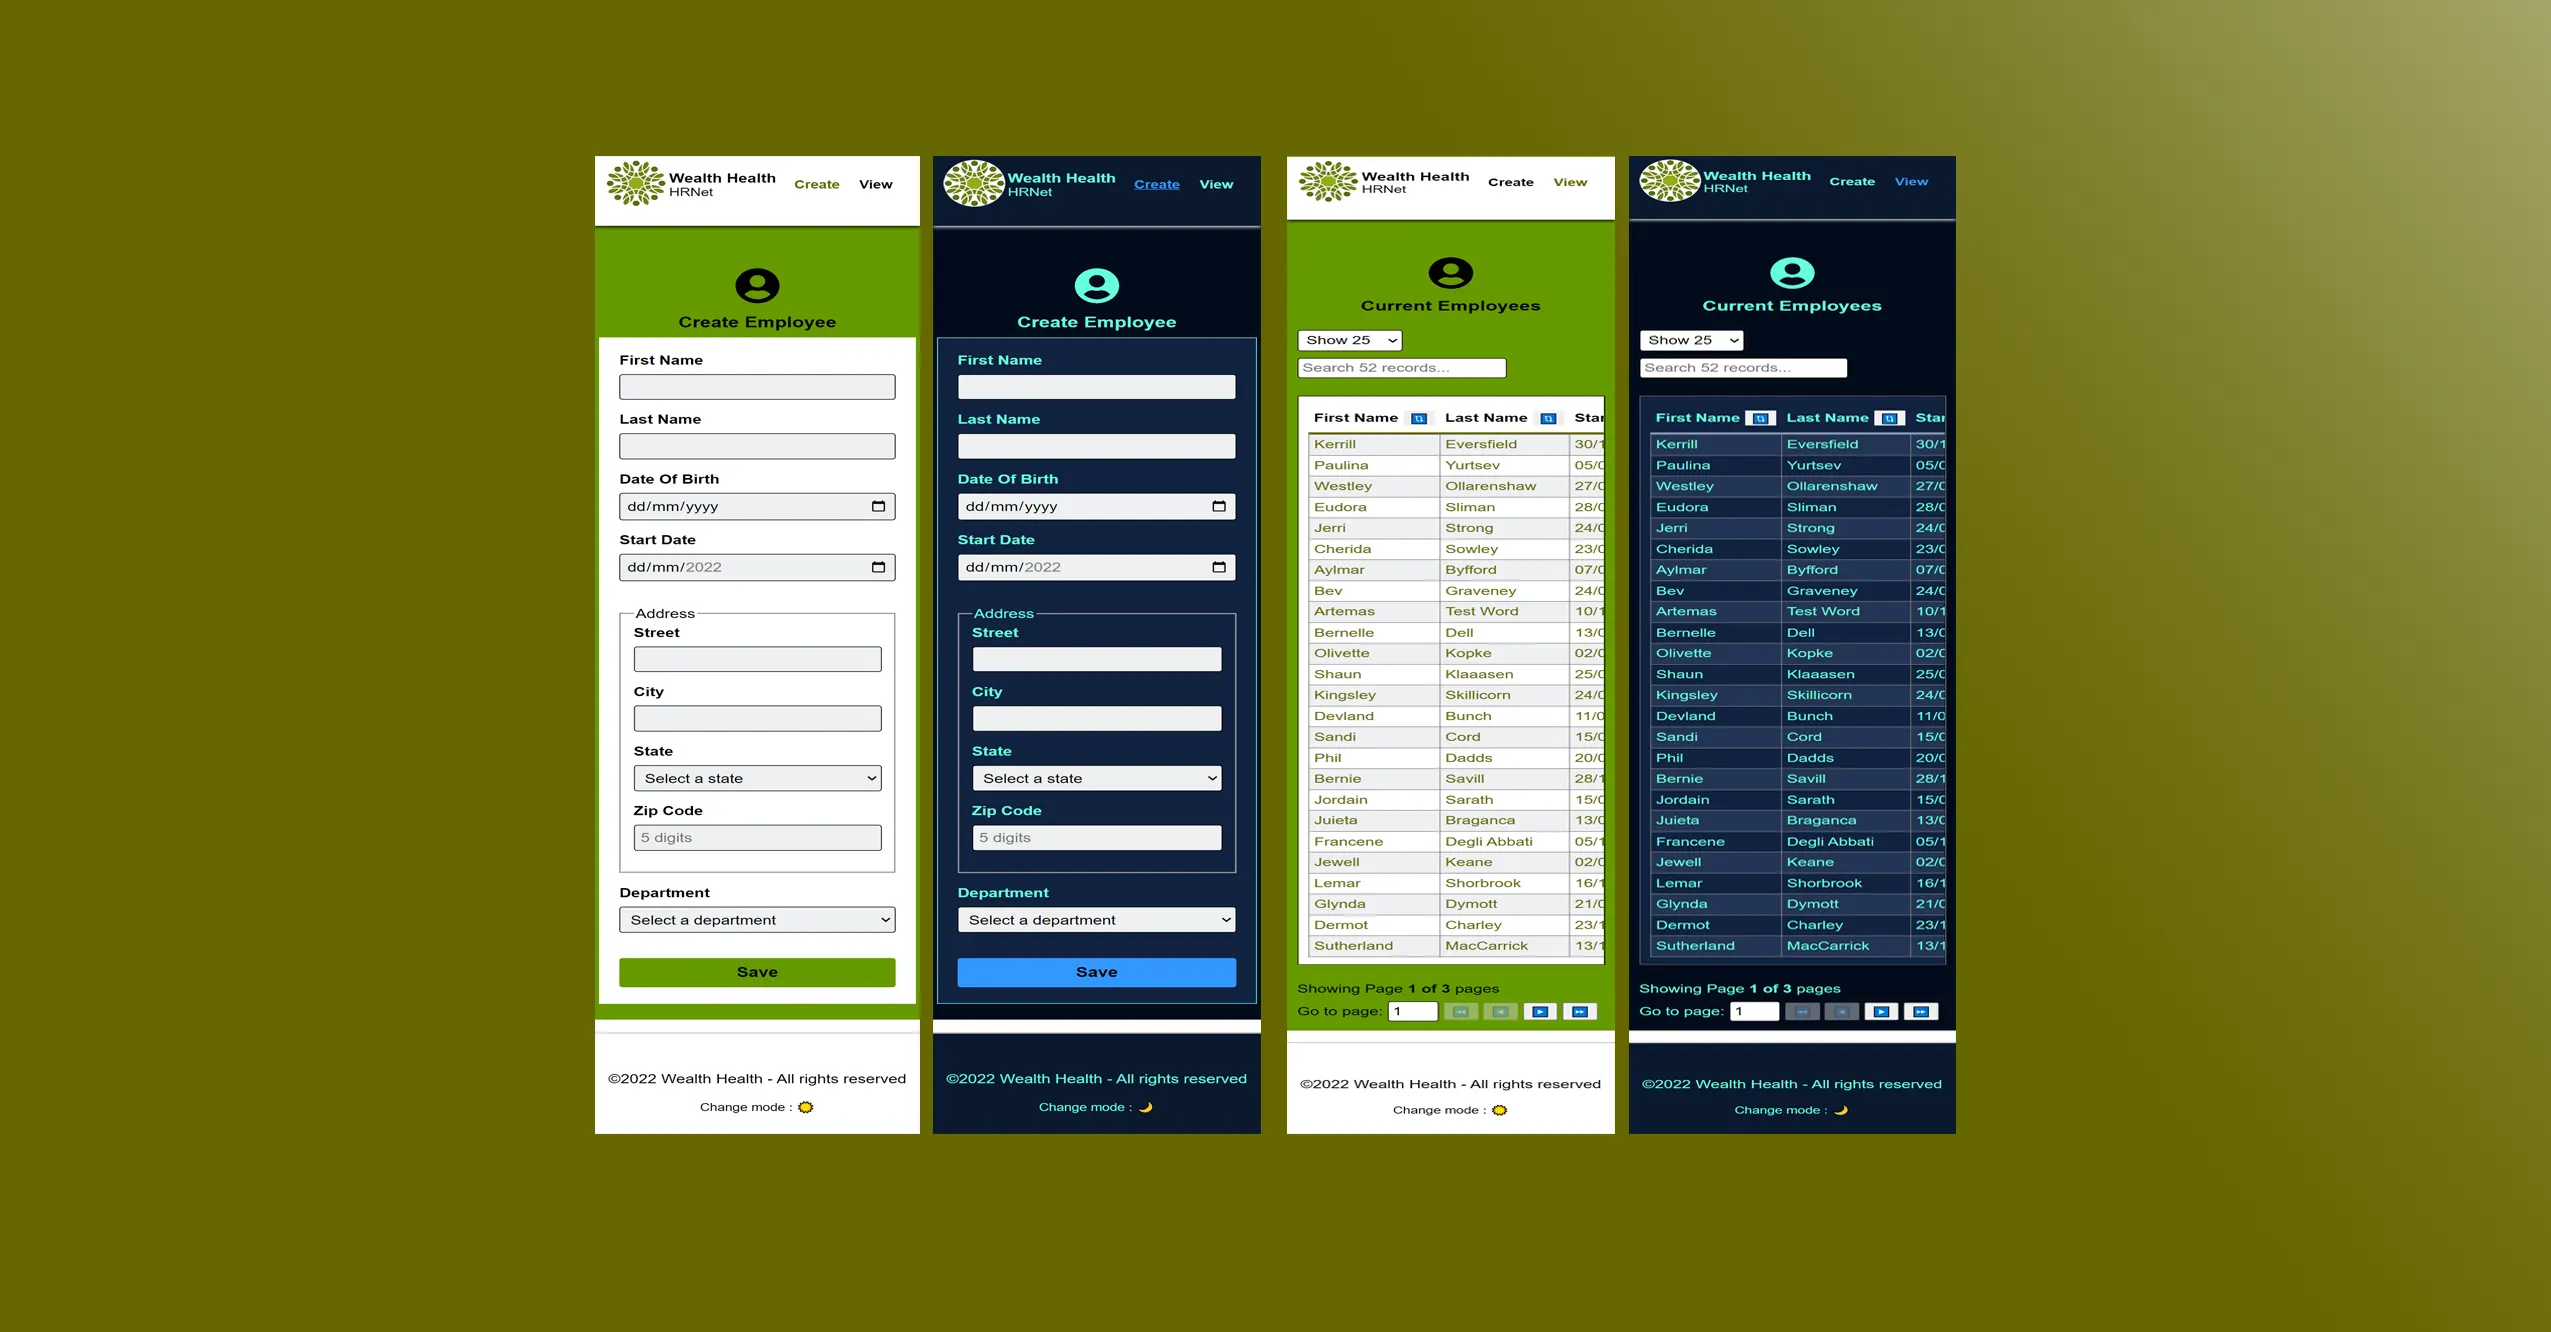 Wealth Health
HRNet
Create
View
Create Employee
First Name
Last Name
Date Of Birth
dd/mm/yyyy
Start Date
dd/mm/2022
Address
Street
City
State
Select a state
Zip Code
5 digits
Department
Select a department
Save
©2022 Wealth Health - All rights reserved
Change mode :
Wealth Health
HRNet
Create
View
Create Employee
First Name
Last Name
Date Of Birth
dd/mm/yyyy
Start Date
dd/mm/2022
Address
Street
City
State
Select a state
Zip Code
5 digits
Department
Select a department
Save
©2022 Wealth Health - All rights reserved
Change mode :
Wealth Health
HRNet
Create
View
Current Employees
Show 25
Search 52 records...
First Name Last Name Star
Kerrill Eversfield 30/1
Paulina Yurtsev 05/0
Westley Ollarenshaw 27/0
Eudora Sliman 28/0
Jerri Strong 24/0
Cherida Sowley 23/0
Aylmar Byfford 07/0
Bev Graveney 24/0
Artemas Test Word 10/1
Bernelle Dell 13/0
Olivette Kopke 02/0
Shaun Klaaasen 25/0
Kingsley Skillicorn 24/0
Devland Bunch 11/0
Sandi Cord 15/0
Phil Dadds 20/0
Bernie Savill 28/1
Jordain Sarath 15/0
Juieta Braganca 13/0
Francene Degli Abbati 05/1
Jewell Keane 02/0
Lemar Shorbrook 16/1
Glynda Dymott 21/0
Dermot Charley 23/1
Sutherland MacCarrick 13/1
Showing Page 1 of 3 pages
Go to page: 1
©2022 Wealth Health - All rights reserved
Change mode :
Wealth Health
HRNet
Create
View
Current Employees
Show 25
Search 52 records...
First Name Last Name Star
Kerrill Eversfield 30/1
Paulina Yurtsev 05/0
Westley Ollarenshaw 27/0
Eudora Sliman 28/0
Jerri Strong 24/0
Cherida Sowley 23/0
Aylmar Byfford 07/0
Bev Graveney 24/0
Artemas Test Word 10/1
Bernelle Dell 13/0
Olivette Kopke 02/0
Shaun Klaaasen 25/0
Kingsley Skillicorn 24/0
Devland Bunch 11/0
Sandi Cord 15/0
Phil Dadds 20/0
Bernie Savill 28/1
Jordain Sarath 15/0
Juieta Braganca 13/0
Francene Degli Abbati 05/1
Jewell Keane 02/0
Lemar Shorbrook 16/1
Glynda Dymott 21/0
Dermot Charley 23/1
Sutherland MacCarrick 13/1
Showing Page 1 of 3 pages
Go to page: 1
©2022 Wealth Health - All rights reserved
Change mode :